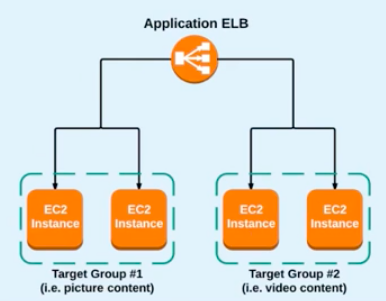 Application ELB
EC2
Instance
EC2
Instance
EC2
Instance
EC2
Instance
Target Group #1
(i.e. picture content)
Target Group #2
(i.e. video content)